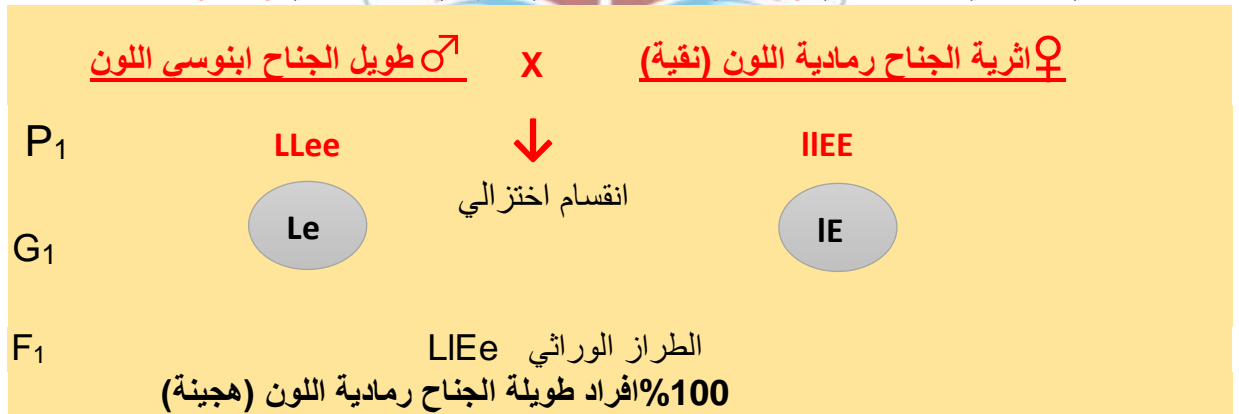 ♀اثرية الجناح رمادية اللون (نقية) X ♂طويل الجناح ابنوسي اللون
P1 LLee ↓ llEE
انقسام اختزالي
G1 Le lE
F1 الطراز الوراثي LlEe
100%افراد طويلة الجناح رمادية اللون (هجينة)